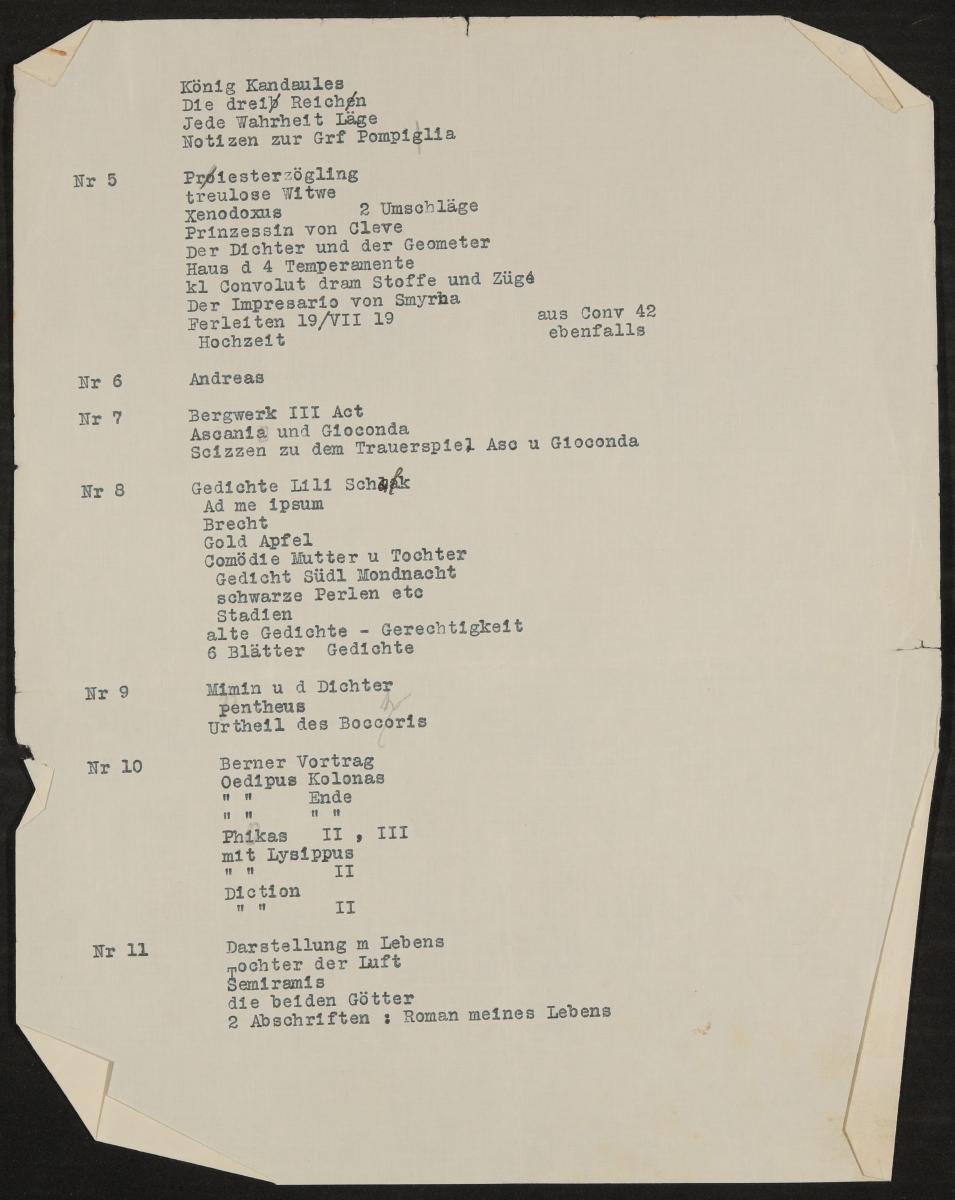 König Kandaules
Die drei Reichen
Jede Wahrheit Läge
Notizen zur Grf Pompiglia
Nr 5 Priesterzögling
treulose Witwe
Xenodoxus 2 Umschläge
Prinzessin von Cleve
Der Dichter und der Geometer
Haus d 4 Temperamente
kl Convolut dram Stoffe und Züge
Der Impresario von Smyrna
Ferleiten 19/VII 19 aus Conv 42
Hochzeit ebenfalls
Nr 6 Andreas
Nr 7 Bergwerk III Act
Ascania und Gioconda
Scizzen zu dem Trauerspiel Asc u Gioconda
Nr 8 Gedichte Lili Schalk
Ad me ipsum
Brecht
Gold Apfel
Comödie Mutter u Tochter
Gedicht Südl Mondnacht
schwarze Perlen etc
Stadien
alte Gedichte - Gerechtigkeit
6 Blätter Gedichte
Nr 9 Mimin u d Dichter
pentheus
Urtheil des Boccoris
Nr 10 Berner Vortrag
Oedipus Kolonas
" " Ende
" " " "
Phikas II , III
mit Lysippus
" " II
Diction
" " II
Nr 11 Darstellung m Lebens
Tochter der Luft
Semiramis
die beiden Götter
2 Abschriften : Roman meines Lebens